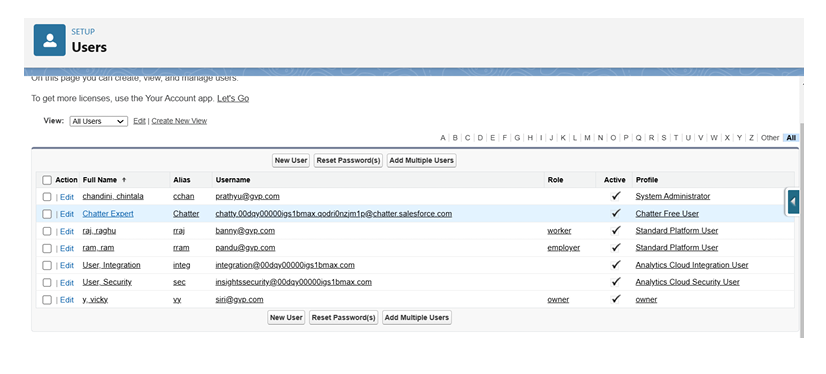 SETUP
Users
On this page you can create, view, and manage users.
To get more licenses, use the Your Account app. Let's Go
View: All Users Edit | Create New View
A | B | C | D | E | F | G | H | I | J | K | L | M | N | O | P | Q | R | S | T | U | V | W | X | Y | Z | Other All
New User Reset Password(s) Add Multiple Users
Action Full Name ↑ Alias Username Role Active Profile
| Edit chandini, chintala cchan prathyu@gvp.com System Administrator
| Edit Chatter Expert Chatter chatty.00dqy00000igs1bmax.qodri0nzjm1p@chatter.salesforce.com Chatter Free User
| Edit raj, raghu rraj banny@gvp.com worker Standard Platform User
| Edit ram, ram rram pandu@gvp.com employer Standard Platform User
| Edit User, Integration integ integration@00dqy00000igs1bmax.com Analytics Cloud Integration User
| Edit User, Security sec insightssecurity@00dqy00000igs1bmax.com Analytics Cloud Security User
| Edit y, vicky vy siri@gvp.com owner owner
New User Reset Password(s) Add Multiple Users